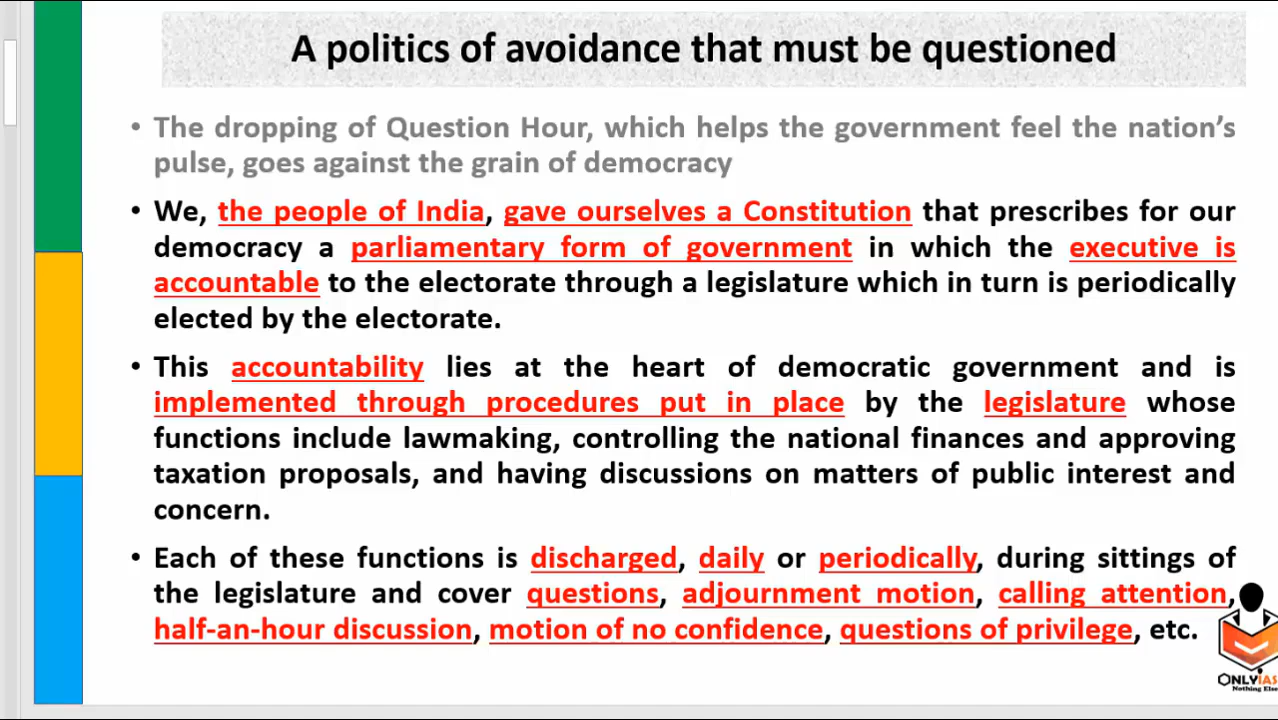 A politics of avoidance that must be questioned
• The dropping of Question Hour, which helps the government feel the nation’s
pulse, goes against the grain of democracy
• We, the people of India, gave ourselves a Constitution that prescribes for our
democracy a parliamentary form of government in which the executive is
accountable to the electorate through a legislature which in turn is periodically
elected by the electorate.
• This accountability lies at the heart of democratic government and is
implemented through procedures put in place by the legislature whose
functions include lawmaking, controlling the national finances and approving
taxation proposals, and having discussions on matters of public interest and
concern.
• Each of these functions is discharged, daily or periodically, during sittings of
the legislature and cover questions, adjournment motion, calling attention,
half-an-hour discussion, motion of no confidence, questions of privilege, etc.
ONLYIAS
Nothing Else